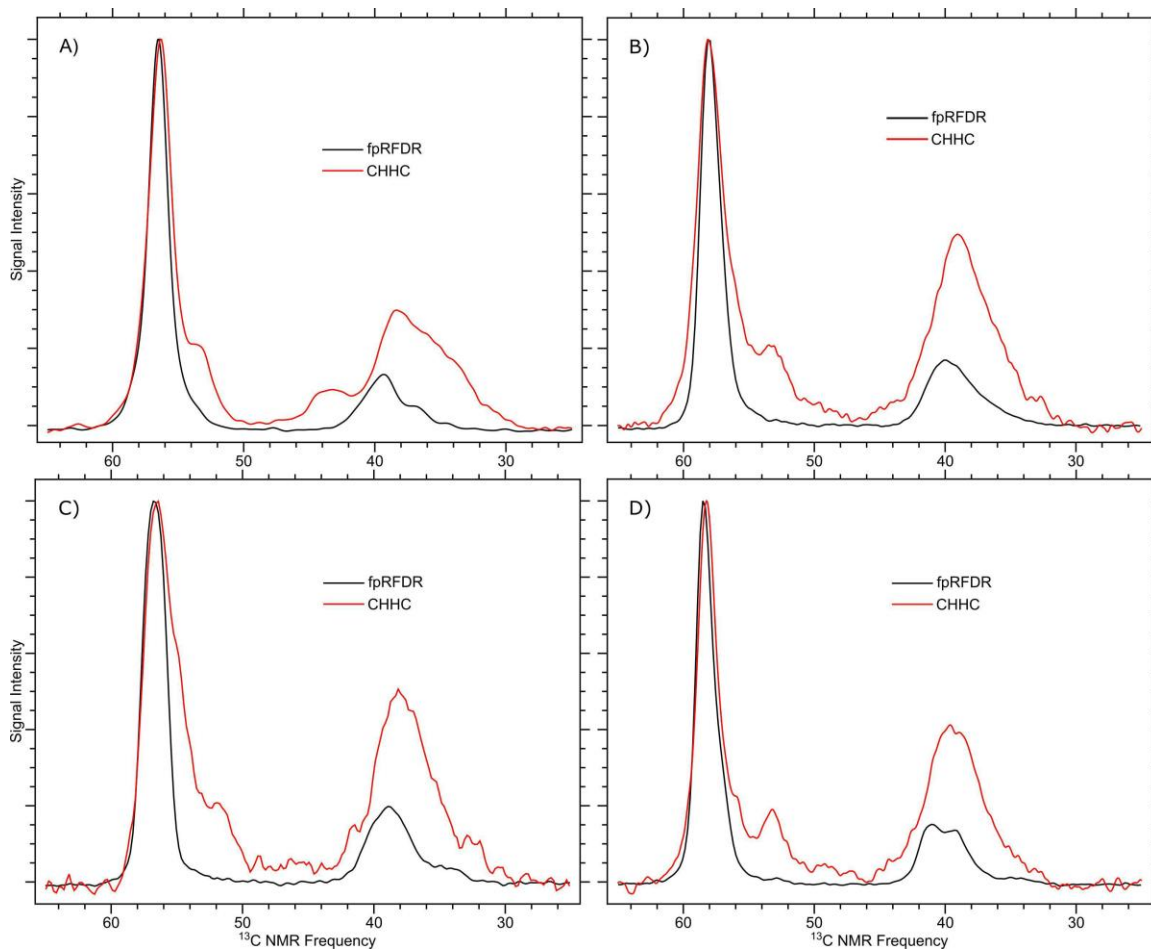 A)
fpRFDR
CHHC
Signal Intensity
60 50 40 30
B)
fpRFDR
CHHC
60 50 40 30
C)
fpRFDR
CHHC
Signal Intensity
60 50 40 30
¹³C NMR Frequency
D)
fpRFDR
CHHC
60 50 40 30
¹³C NMR Frequency